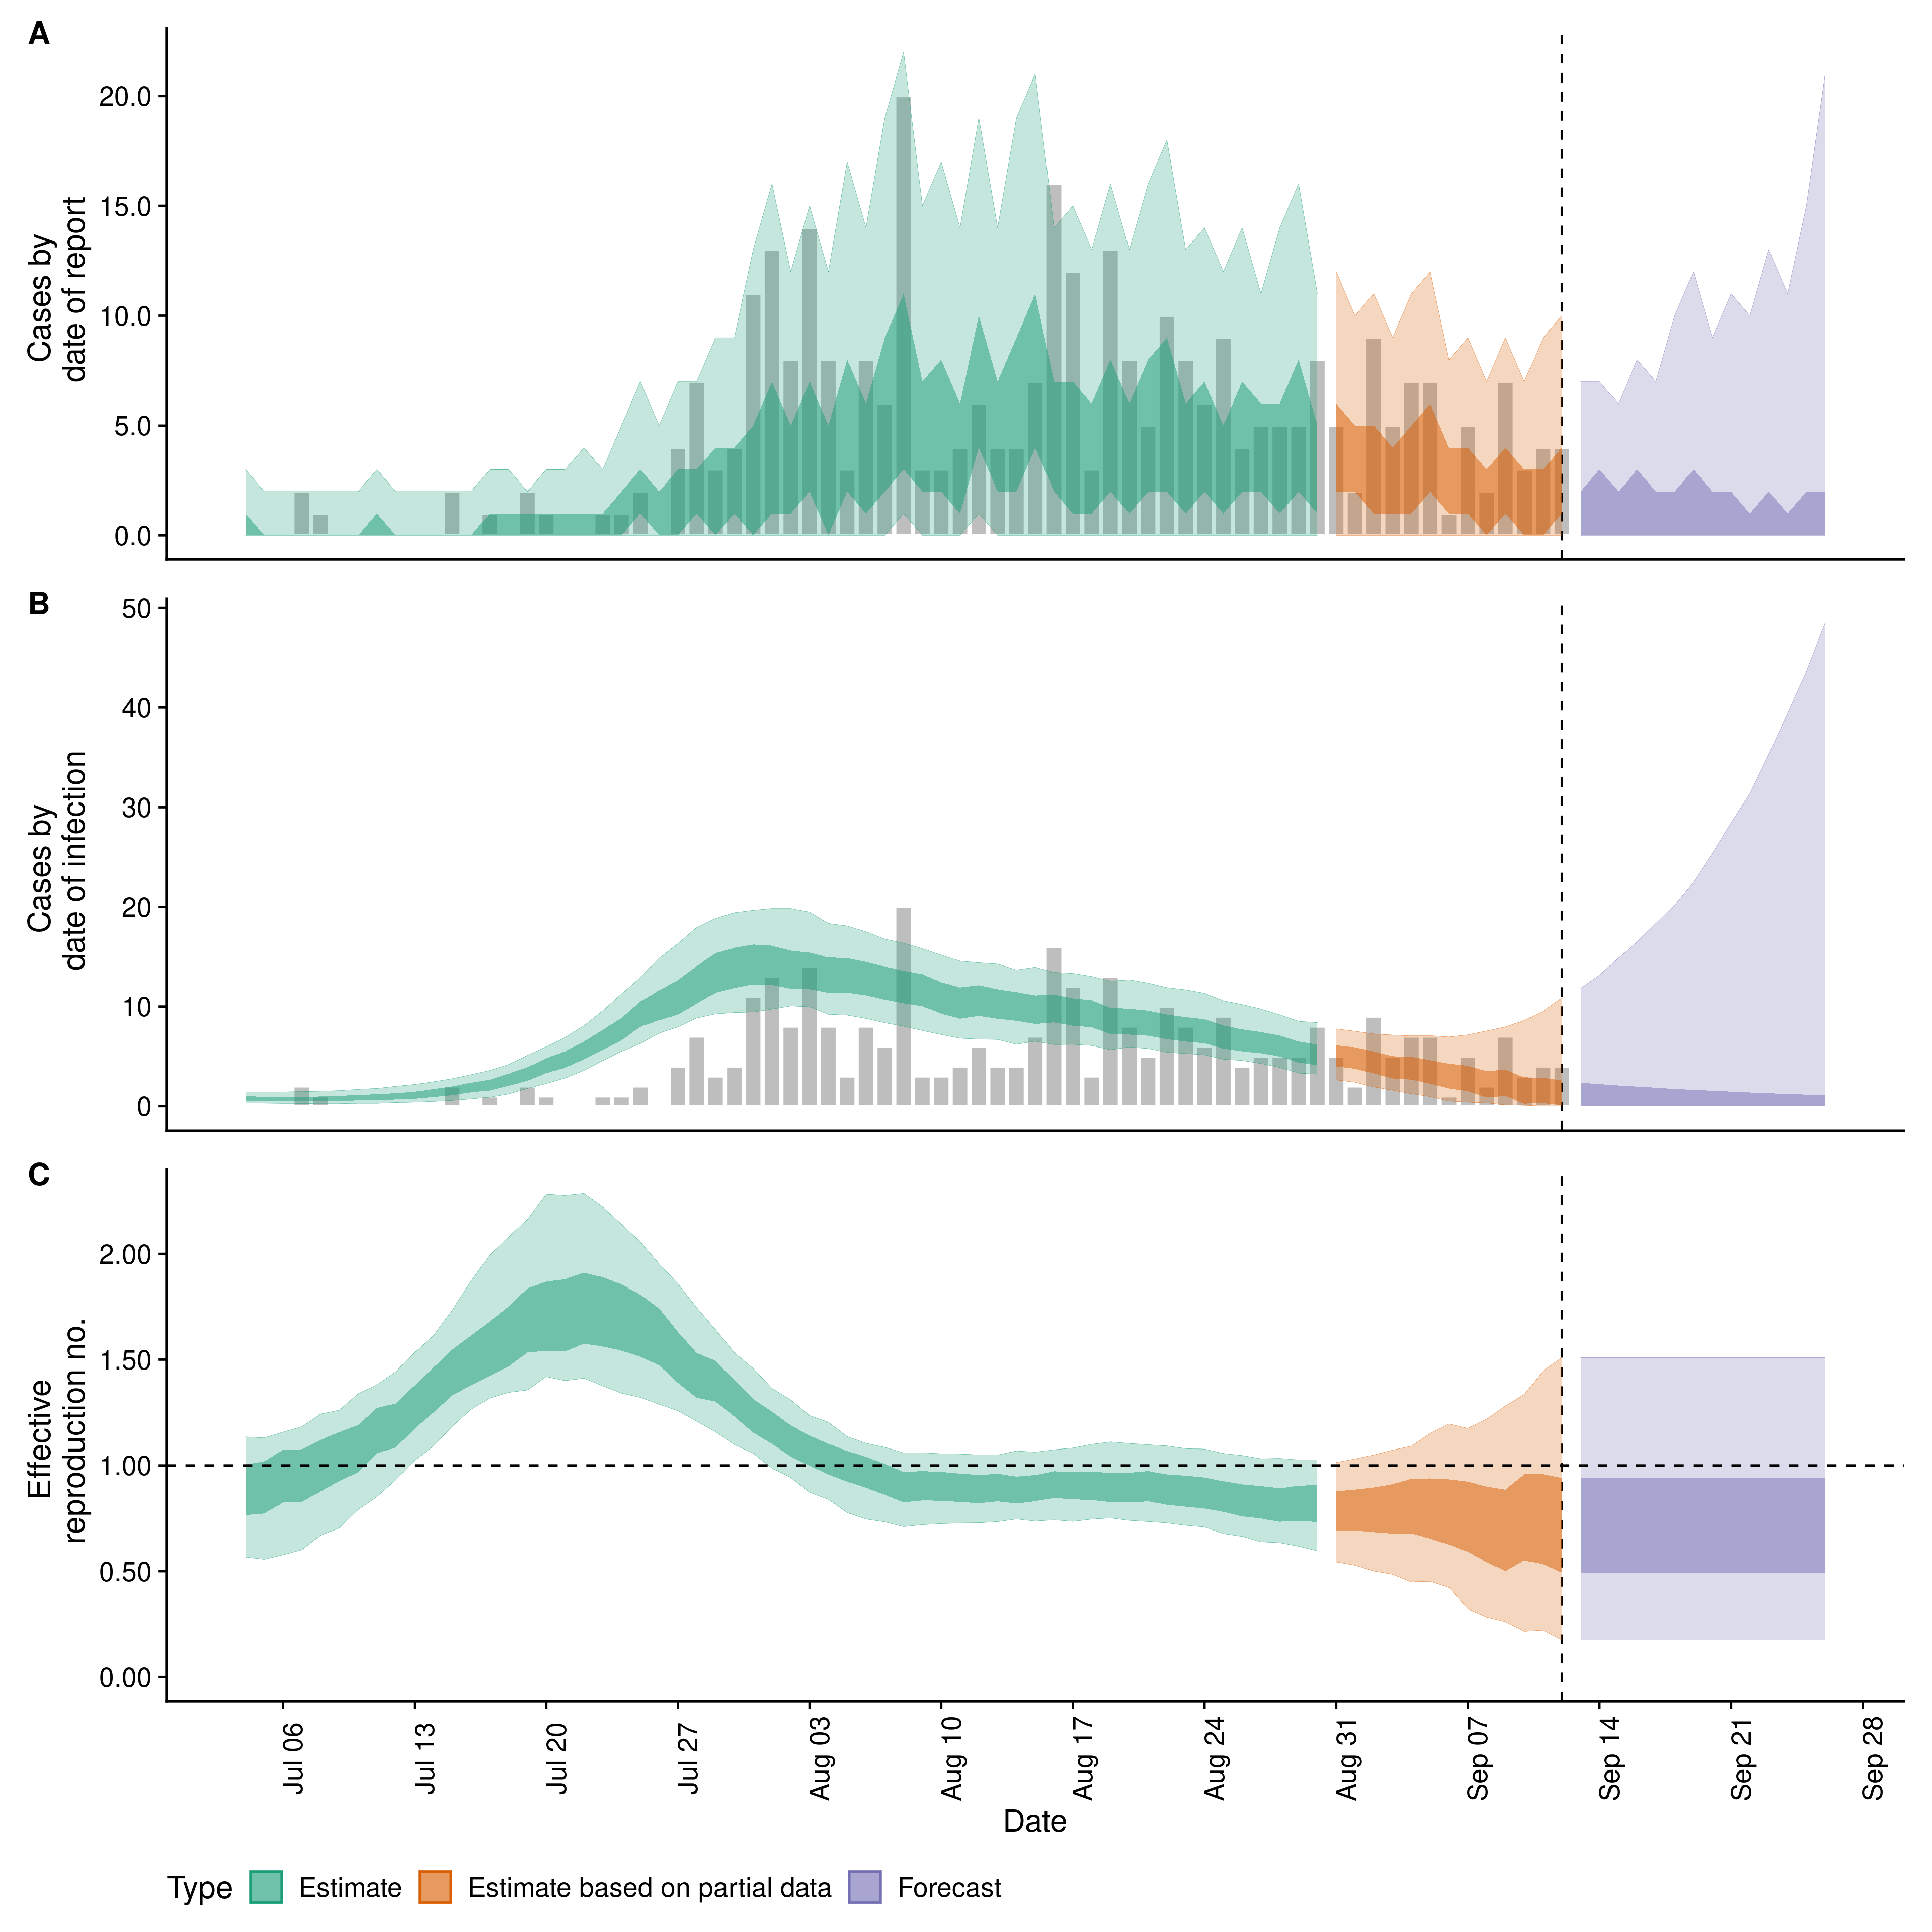 A
Cases by
date of report
20.0
15.0
10.0
5.0
0.0
B
Cases by
date of infection
50
40
30
20
10
0
C
Effective
reproduction no.
2.00
1.50
1.00
0.50
0.00
Jul 06
Jul 13
Jul 20
Jul 27
Aug 03
Aug 10
Aug 17
Aug 24
Aug 31
Sep 07
Sep 14
Sep 21
Sep 28
Date
Type Estimate Estimate based on partial data Forecast